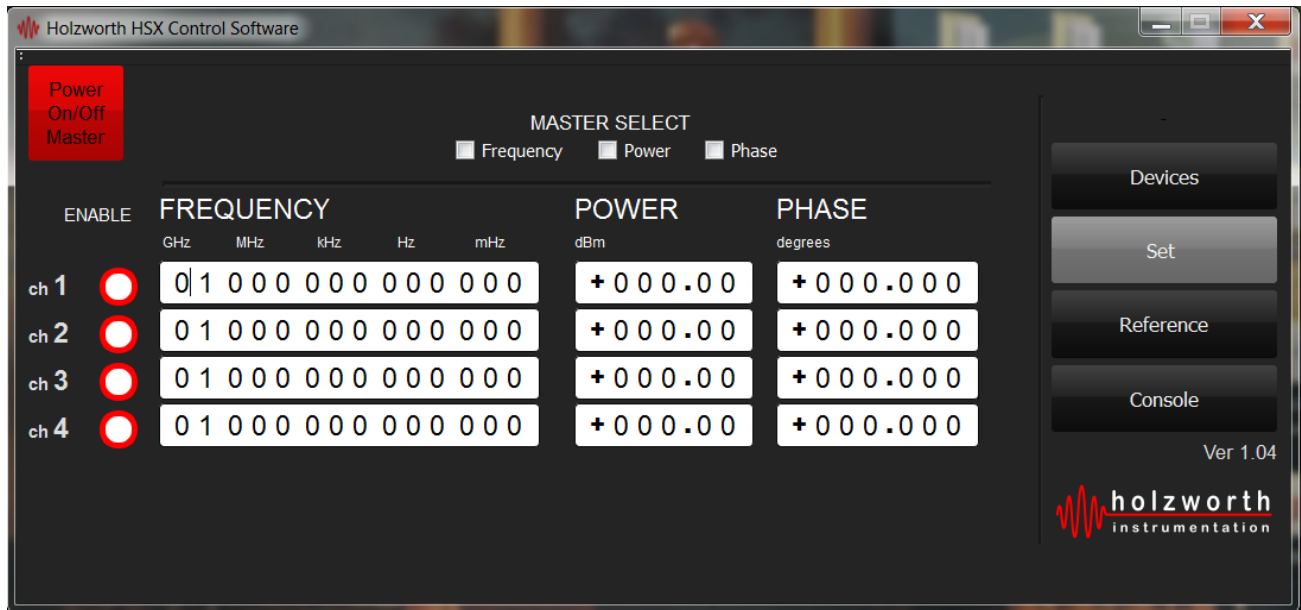 Holzworth HSX Control Software
:
Power
On/Off
Master
MASTER SELECT
Frequency Power Phase
-
Devices
ENABLE FREQUENCY POWER PHASE
GHz MHz kHz Hz mHz dBm degrees
Set
ch 1 01 000 000 000 000 +000.00 +000.000
ch 2 01 000 000 000 000 +000.00 +000.000
Reference
ch 3 01 000 000 000 000 +000.00 +000.000
Console
ch 4 01 000 000 000 000 +000.00 +000.000
Ver 1.04
holzworth
instrumentation